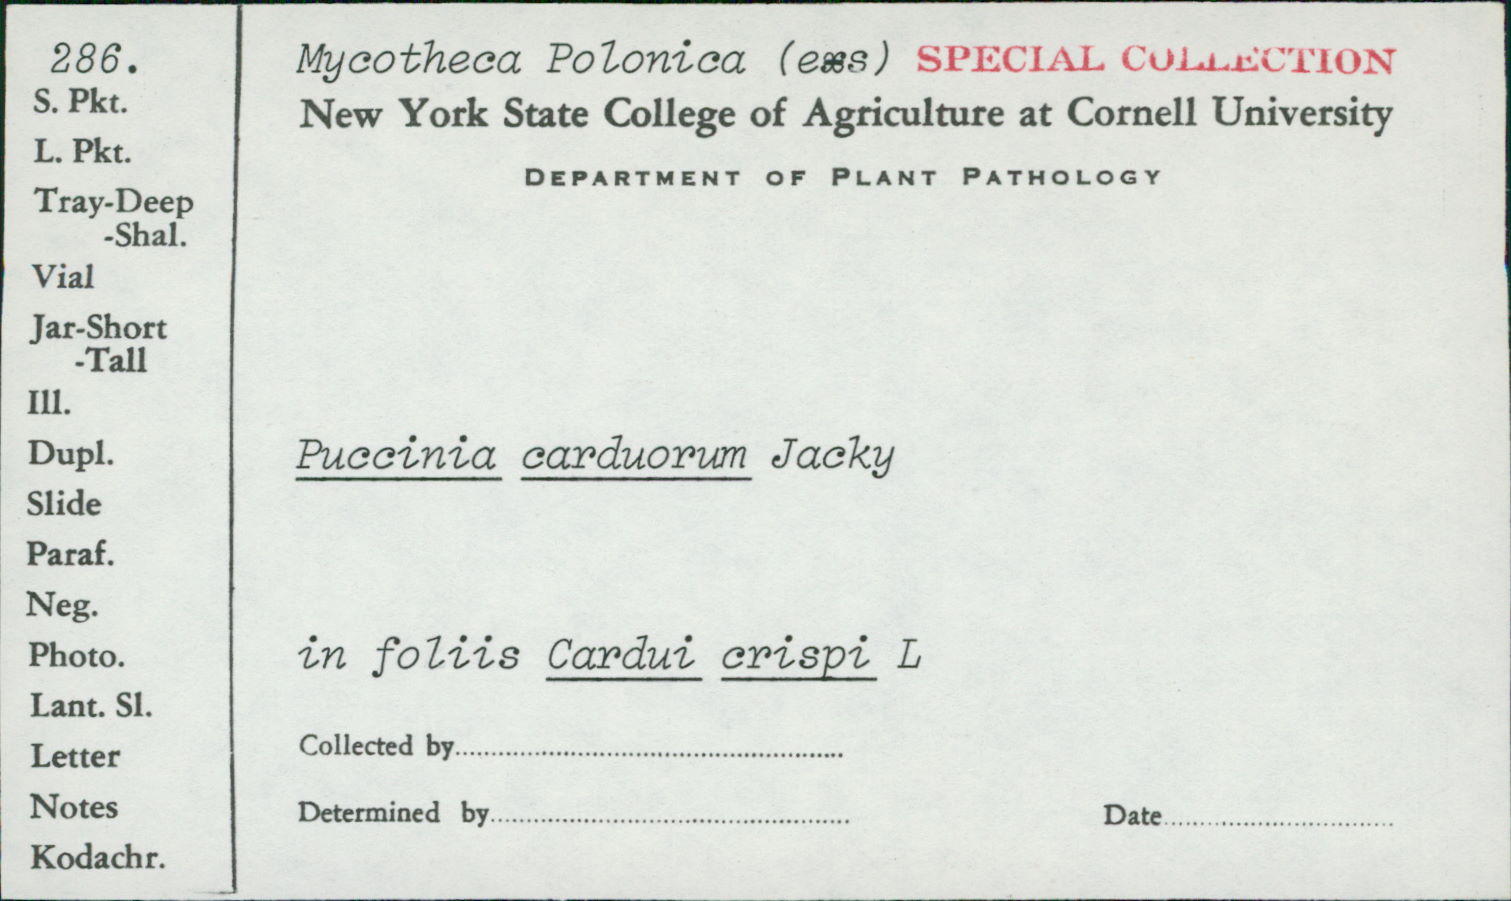 286.
S. Pkt.
L. Pkt.
Tray-Deep
-Shal.
Vial
Jar-Short
-Tall
Ill.
Dupl.
Slide
Paraf.
Neg.
Photo.
Lant. Sl.
Letter
Notes
Kodachr.
Mycotheca Polonica (exs) SPECIAL COLLECTION
New York State College of Agriculture at Cornell University
DEPARTMENT OF PLANT PATHOLOGY
Puccinia carduorum Jacky
in foliis Cardui crispi L
Collected by
Determined by
Date